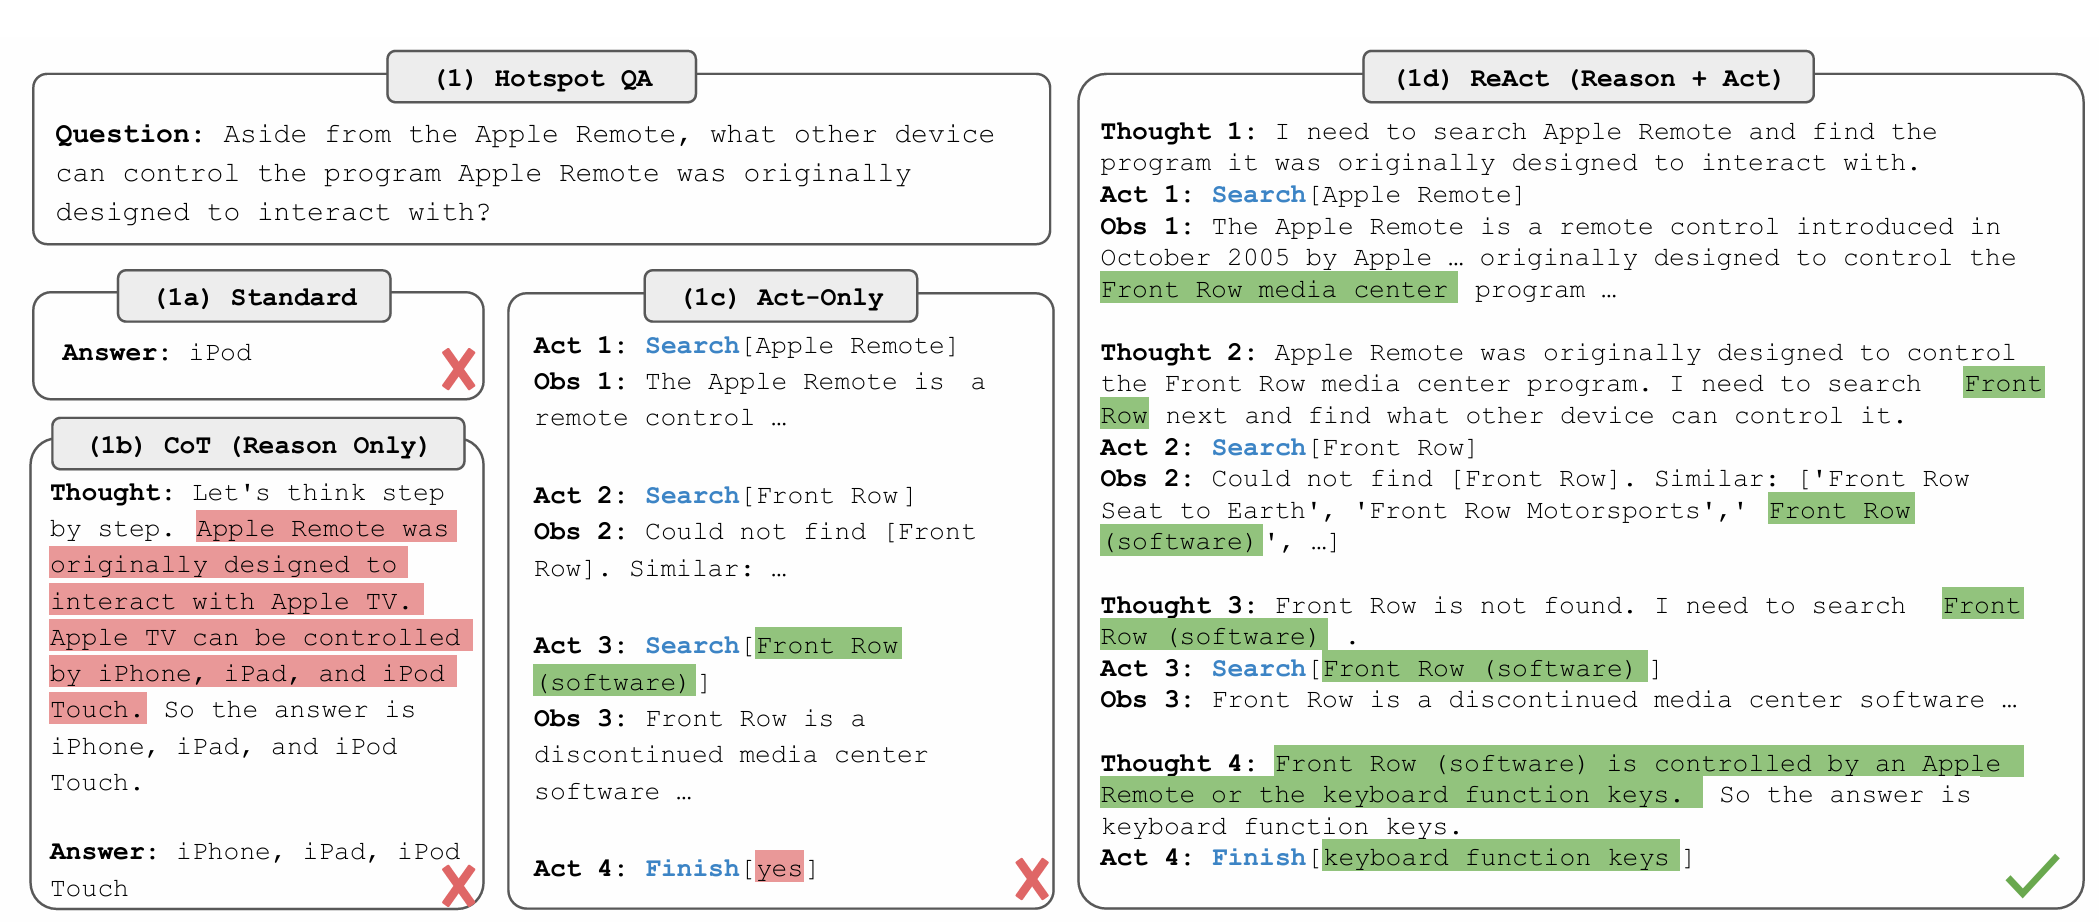 (1) Hotspot QA
Question: Aside from the Apple Remote, what other device
can control the program Apple Remote was originally
designed to interact with?
(1a) Standard
Answer: iPod
(1b) CoT (Reason Only)
Thought: Let's think step
by step. Apple Remote was
originally designed to
interact with Apple TV.
Apple TV can be controlled
by iPhone, iPad, and iPod
Touch. So the answer is
iPhone, iPad, and iPod
Touch.
Answer: iPhone, iPad, iPod
Touch
(1c) Act-Only
Act 1: Search[Apple Remote]
Obs 1: The Apple Remote is a
remote control …
Act 2: Search[Front Row]
Obs 2: Could not find [Front
Row]. Similar: …
Act 3: Search[Front Row
(software)]
Obs 3: Front Row is a
discontinued media center
software …
Act 4: Finish[yes]
(1d) ReAct (Reason + Act)
Thought 1: I need to search Apple Remote and find the
program it was originally designed to interact with.
Act 1: Search[Apple Remote]
Obs 1: The Apple Remote is a remote control introduced in
October 2005 by Apple … originally designed to control the
Front Row media center program …
Thought 2: Apple Remote was originally designed to control
the Front Row media center program. I need to search Front
Row next and find what other device can control it.
Act 2: Search[Front Row]
Obs 2: Could not find [Front Row]. Similar: ['Front Row
Seat to Earth', 'Front Row Motorsports',' Front Row
(software)', …]
Thought 3: Front Row is not found. I need to search Front
Row (software) .
Act 3: Search[Front Row (software)]
Obs 3: Front Row is a discontinued media center software …
Thought 4: Front Row (software) is controlled by an Apple
Remote or the keyboard function keys. So the answer is
keyboard function keys.
Act 4: Finish[keyboard function keys]